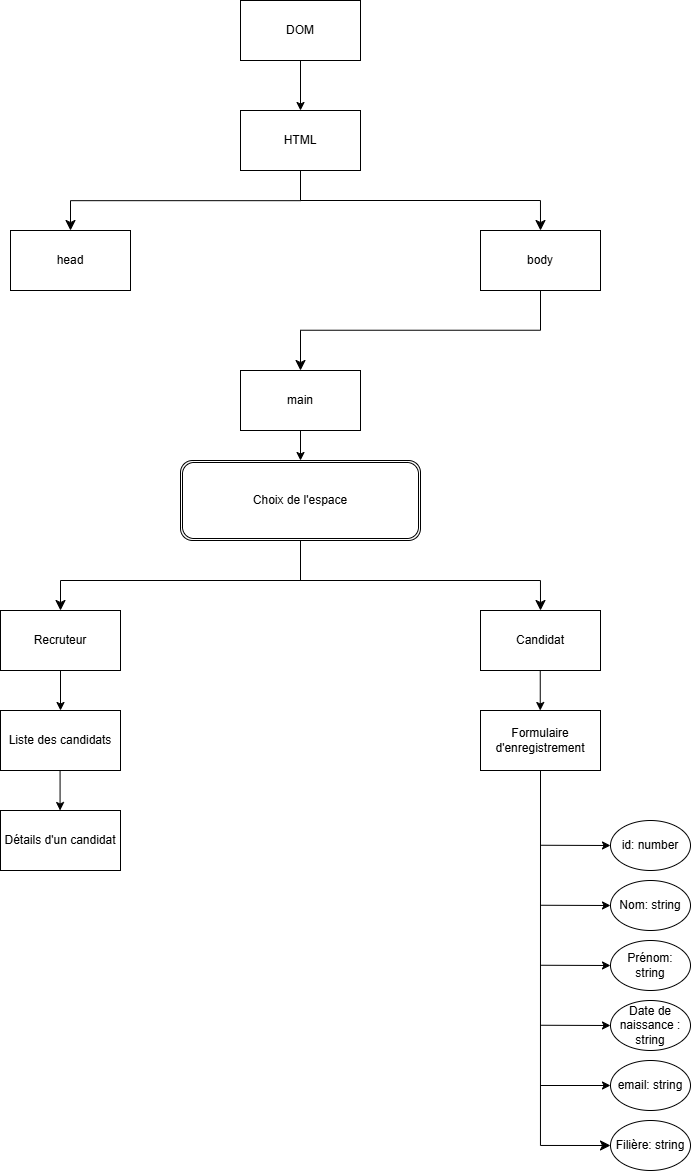 DOM
HTML
head
body
main
Choix de l'espace
Recruteur
Candidat
Liste des candidats
Formulaire
d'enregistrement
Détails d'un candidat
id: number
Nom: string
Prénom:
string
Date de
naissance :
string
email: string
Filière: string